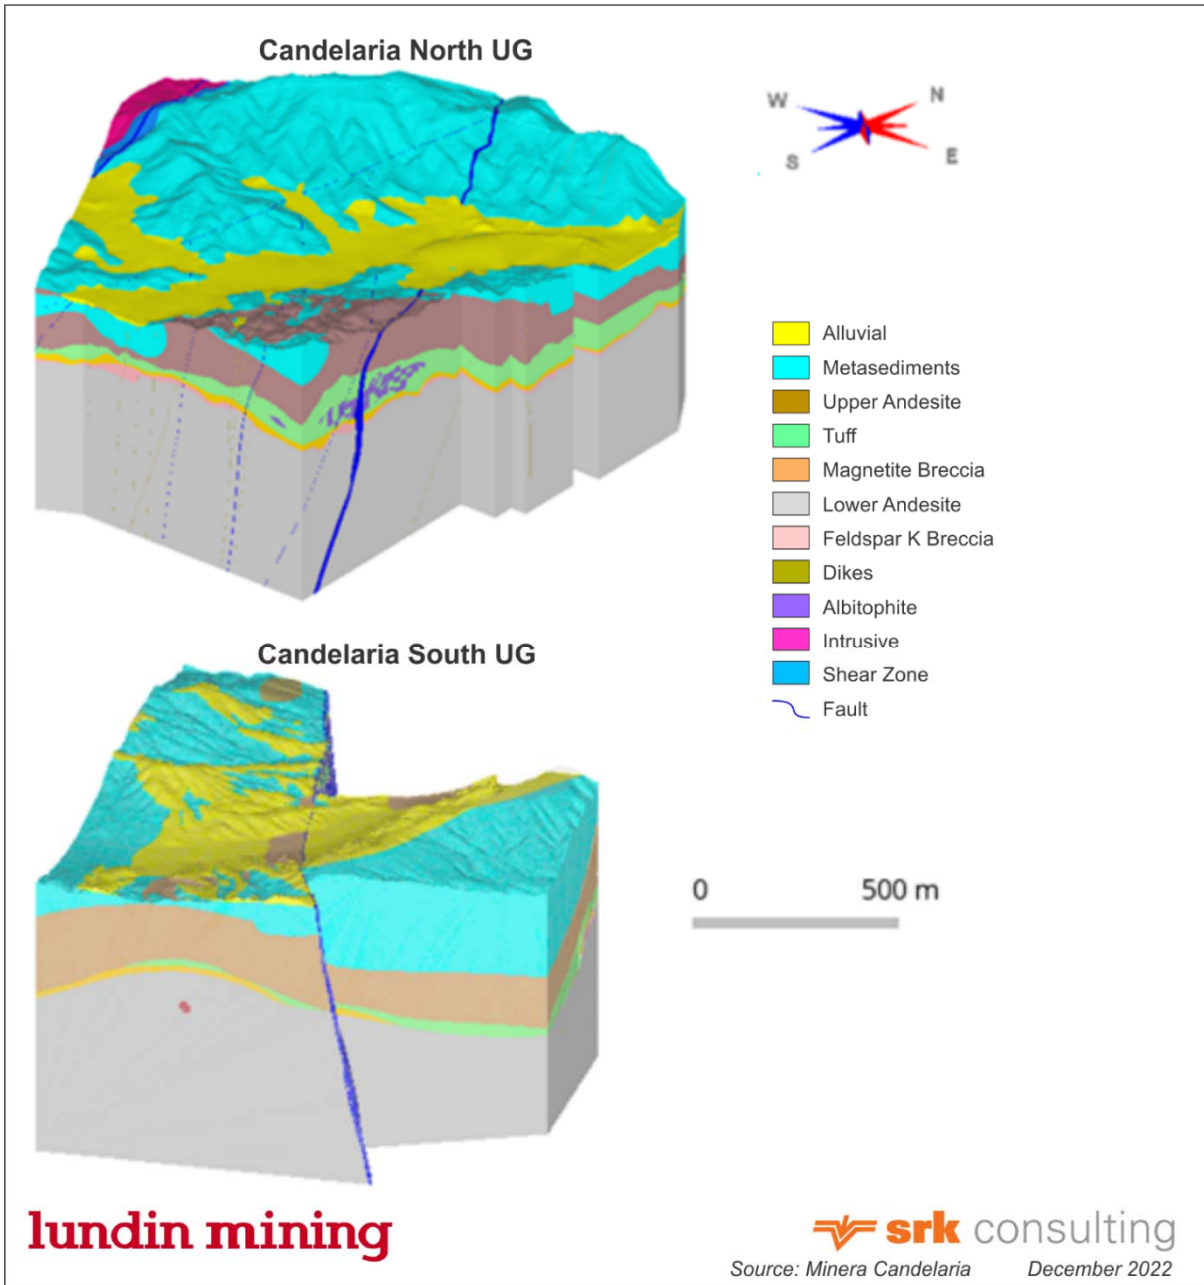 Candelaria North UG
W
N
S
E
Alluvial
Metasediments
Upper Andesite
Tuff
Magnetite Breccia
Lower Andesite
Feldspar K Breccia
Dikes
Albitophite
Intrusive
Shear Zone
Fault
Candelaria South UG
0 500 m
lundin mining
srk consulting
Source: Minera Candelaria December 2022